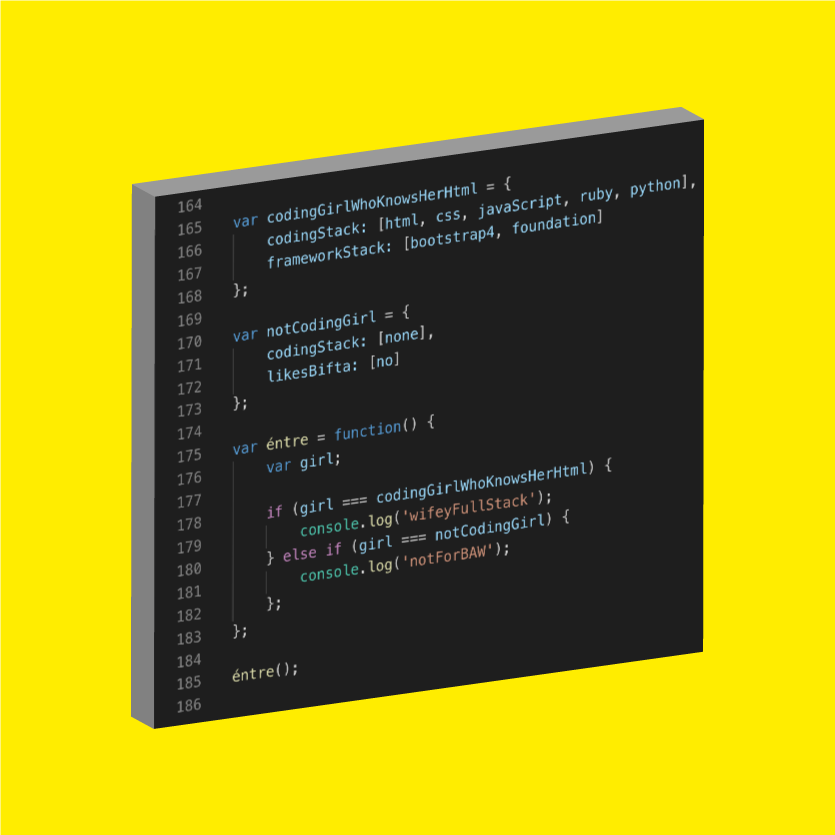 164
165 var codingGirlWhoKnowsHerHtml = {
166 codingStack: [html, css, javaScript, ruby, python],
167 frameworkStack: [bootstrap4, foundation]
168 };
169
170 var notCodingGirl = {
171 codingStack: [none],
172 likesBifta: [no]
173 };
174
175 var éntre = function() {
176 var girl;
177
178 if (girl === codingGirlWhoKnowsHerHtml) {
179 console.log('wifeyFullStack');
180 } else if (girl === notCodingGirl) {
181 console.log('notForBAW');
182 };
183 };
184
185 éntre();
186